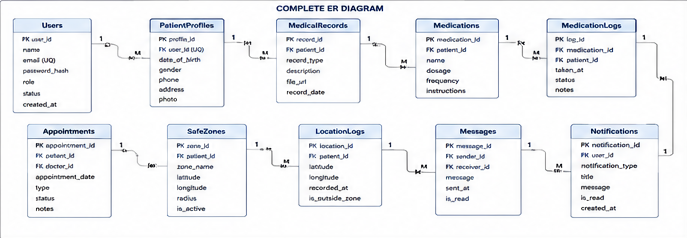 COMPLETE ER DIAGRAM
Users
PK user_id
name
email (UQ)
password_hash
role
status
created_at
PatientProfiles
PK profile_id
FK user_id (UQ)
date_of_birth
gender
phone
address
photo
MedicalRecords
PK record_id
FK patient_id
record_type
description
file_url
record_date
Medications
PK medication_id
FK patient_id
name
dosage
frequency
instructions
MedicationLogs
PK log_id
FK medication_id
FK patient_id
taken_at
status
notes
1
M
1
M
1
M
1
M
1
Appointments
PK appointment_id
FK patient_id
FK doctor_id
appointment_date
type
status
notes
SafeZones
PK zone_id
FK patient_id
zone_name
latitude
longitude
radius
is_active
LocationLogs
PK location_id
FK patient_id
latitude
longitude
recorded_at
is_outside_zone
Messages
PK message_id
FK sender_id
FK receiver_id
message
sent_at
is_read
Notifications
PK notification_id
FK user_id
notification_type
title
message
is_read
created_at
1
M
1
M
1
M
1
M
1